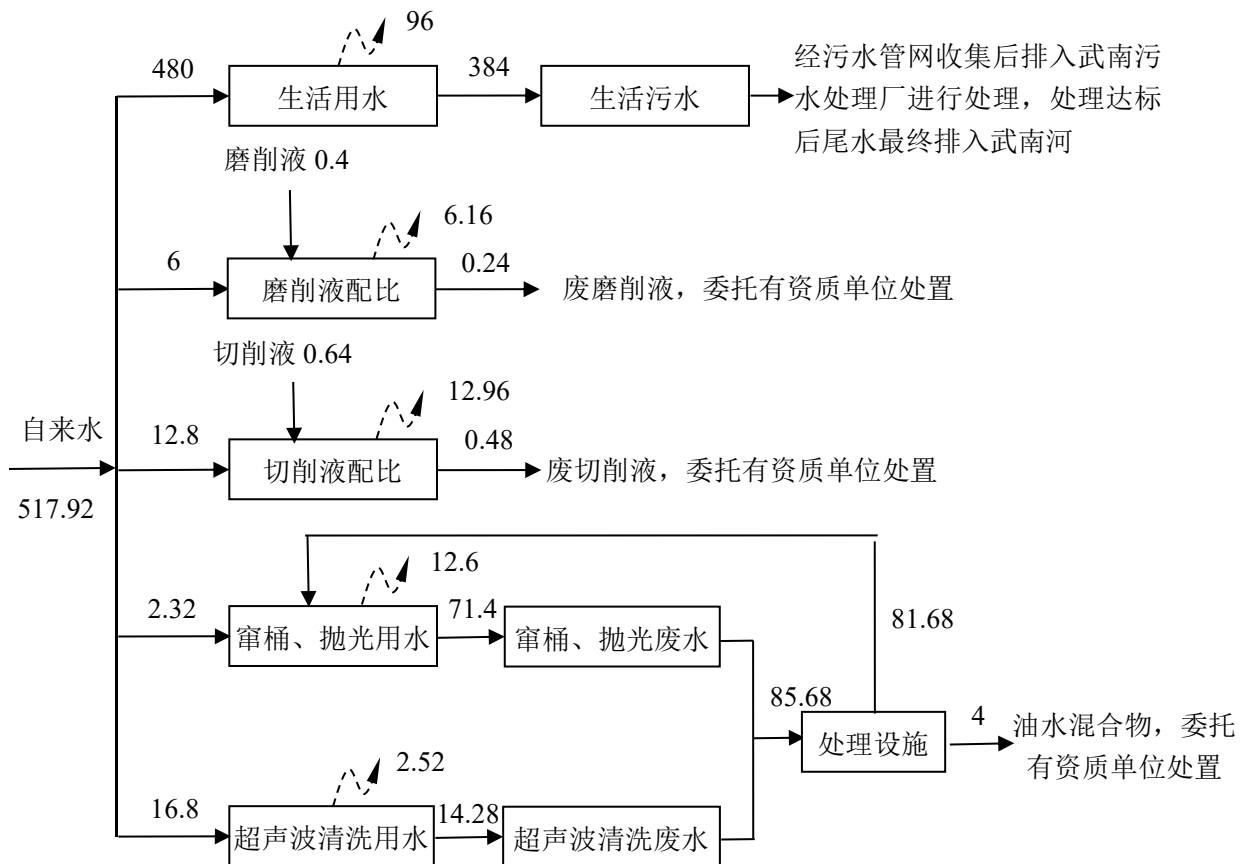 96
480
生活用水
384
生活污水
经污水管网收集后排入武南污
水处理厂进行处理，处理达标
后尾水最终排入武南河
磨削液 0.4
6.16
6
磨削液配比
0.24
废磨削液，委托有资质单位处置
切削液 0.64
12.96
自来水
517.92
12.8
切削液配比
0.48
废切削液，委托有资质单位处置
12.6
2.32
窜桶、抛光用水
71.4
窜桶、抛光废水
81.68
85.68
处理设施
4
油水混合物，委托
有资质单位处置
2.52
16.8
超声波清洗用水
14.28
超声波清洗废水